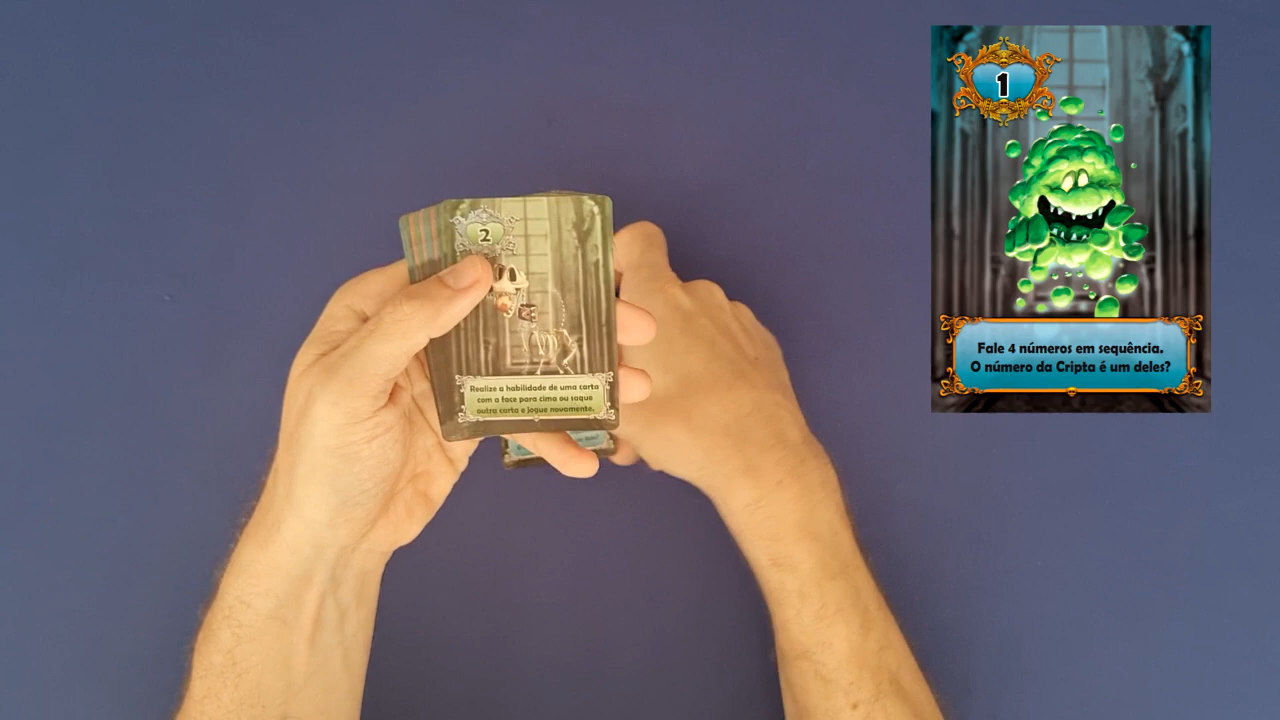 2
Realize a habilidade de uma carta
com a face para cima ou saque
outra carta e jogue novamente.
1
Fale 4 números em sequência.
O número da Cripta é um deles?